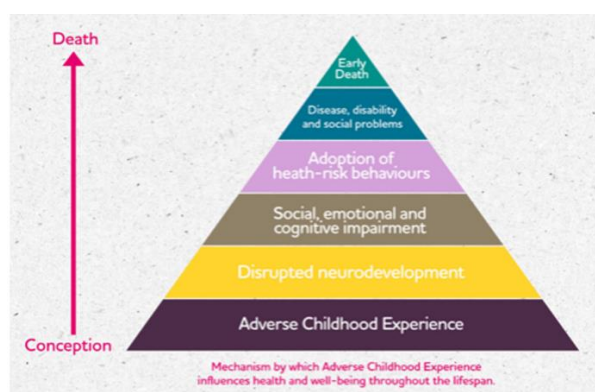 Death
Early
Death
Disease, disability
and social problems
Adoption of
heath-risk behaviours
Social, emotional and
cognitive impairment
Disrupted neurodevelopment
Adverse Childhood Experience
Conception
Mechanism by which Adverse Childhood Experience
influences health and well-being throughout the lifespan.